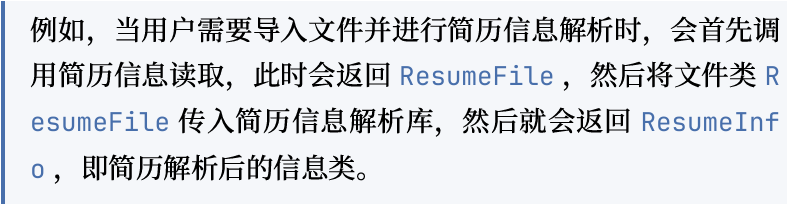 例如，当用户需要导入文件并进行简历信息解析时，会首先调
用简历信息读取，此时会返回 ResumeFile ，然后将文件类 R
esumeFile 传入简历信息解析库，然后就会返回 ResumeInf
o ，即简历解析后的信息类。